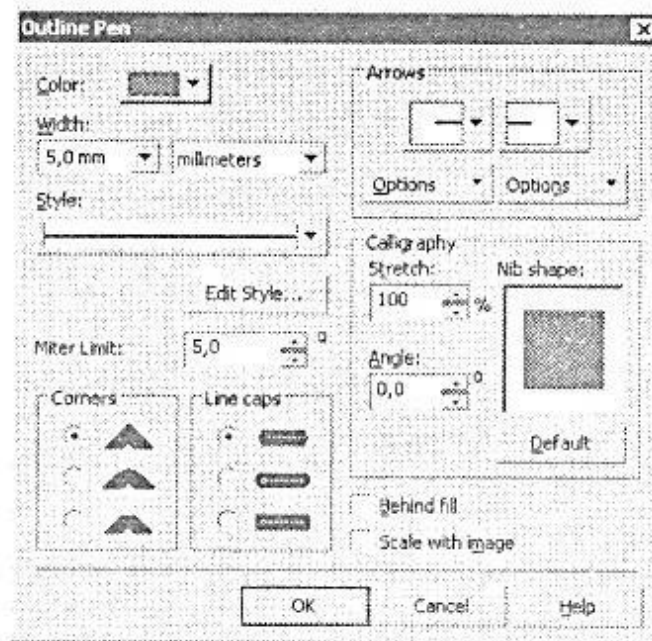 Outline Pen
Color:
Width:
5,0 mm
millimeters
Style:
Edit Style...
Miter Limit:
5,0
°
Corners
Line caps
Arrows
Options
Options
Calligraphy
Stretch:
Nib shape:
100
%
Angle:
0,0
°
Default
Behind fill
Scale with image
OK
Cancel
Help